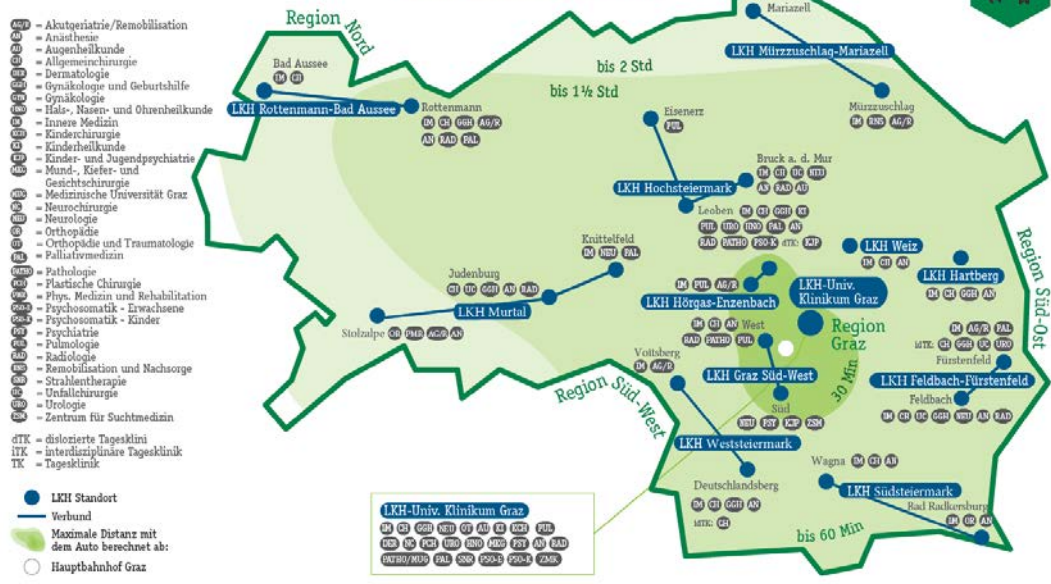 AG/R = Akutgeriatrie/Remobilisation
AN = Anästhesie
AU = Augenheilkunde
CH = Allgemeinchirurgie
DER = Dermatologie
GGH = Gynäkologie und Geburtshilfe
GYN = Gynäkologie
HNO = Hals-, Nasen- und Ohrenheilkunde
IM = Innere Medizin
KCH = Kinderchirurgie
KI = Kinderheilkunde
KJP = Kinder- und Jugendpsychiatrie
MKG = Mund-, Kiefer- und
Gesichtschirurgie
MUG = Medizinische Universität Graz
NC = Neurochirurgie
NEU = Neurologie
OR = Orthopädie
OT = Orthopädie und Traumatologie
PAL = Palliativmedizin
PATHO = Pathologie
PCH = Plastische Chirurgie
PMR = Phys. Medizin und Rehabilitation
PSO-E = Psychosomatik - Erwachsene
PSO-K = Psychosomatik - Kinder
PSY = Psychiatrie
PUL = Pulmologie
RAD = Radiologie
RNS = Remobilisation und Nachsorge
SNR = Strahlentherapie
UC = Unfallchirurgie
URO = Urologie
ZSM = Zentrum für Suchtmedizin
dTK = dislozierte Tagesklini
iTK = interdisziplinäre Tagesklinik
TK = Tagesklinik
LKH Standort
Verbund
Maximale Distanz mit
dem Auto berechnet ab:
Hauptbahnhof Graz
Region Nord
Bad Aussee
IM CH
LKH Rottenmann-Bad Aussee
Rottenmann
IM CH GGH AG/R
AN RAD PAL
bis 2 Std
bis 1½ Std
Mariazell
LKH Mürzzuschlag-Mariazell
Mürzzuschlag
IM RNS AG/R
Eisenerz
PUL
Bruck a. d. Mur
IM CH UC NEU
AN RAD AU
LKH Hochsteiermark
Leoben IM CH GGH KI
PUL URO HNO PAL AN
RAD PATHO PSO-K dTK: KJP
Knittelfeld
IM NEU PAL
Judenburg
CH UC GGH AN RAD
LKH Murtal
Stolzalpe OR PMR AG/R AN
LKH Weiz
IM CH AN
LKH Hartberg
IM CH GGH AN
Region Süd-Ost
IM PUL AG/R
LKH Hörgas-Enzenbach
LKH-Univ.
Klinikum Graz
Region
Graz
30 Min
IM CH AN West
RAD PATHO PUL
LKH Graz Süd-West
Süd
NEU PSY KJP ZSM
IM AG/R PAL
CH GGH UC URO
Fürstenfeld
LKH Feldbach-Fürstenfeld
Feldbach
IM CH UC GGH NEU AN RAD
Voitsberg
IM AG/R
Region Süd-West
LKH Weststeiermark
Deutschlandsberg
IM CH GGH AN
Wagna IM CH AN
LKH Südsteiermark
Bad Radkersburg
IM OR AN
bis 60 Min
LKH-Univ. Klinikum Graz
IM CH GGH NEU OT AU KI KCH PUL
DER NC PCH URO HNO MKG PSY AN RAD
PATHO/MUG PAL SNR PSO-E PSO-K ZMK